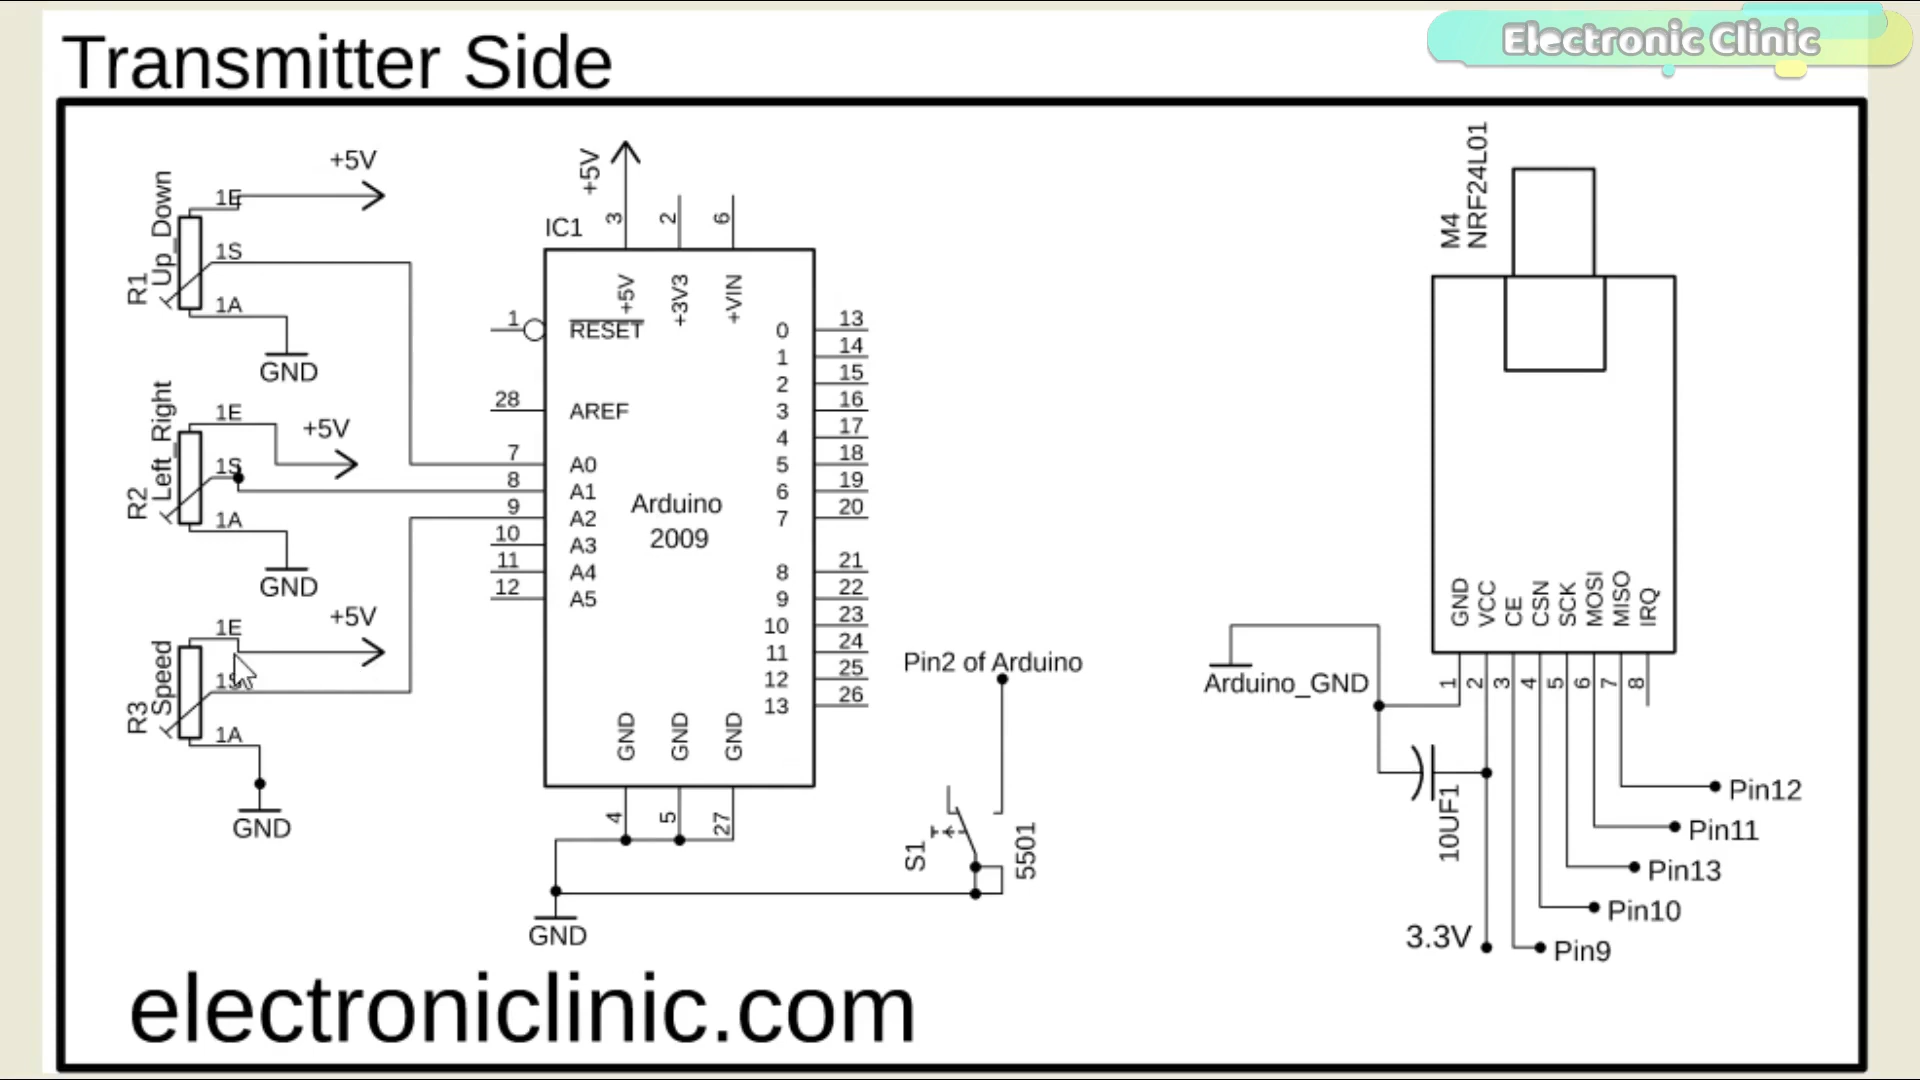 Transmitter Side
Electronic Clinic
+5V
1E
1S
1A
R1
Up_Down
GND
+5V
1E
1S
1A
R2
Left_Right
GND
+5V
1E
1S
1A
R3
Speed
GND
+5V
3
2
6
IC1
+5V
+3V3
+VIN
1
RESET
28
AREF
7
A0
8
A1
9
A2
10
A3
11
A4
12
A5
Arduino
2009
0
13
1
14
2
15
3
16
4
17
5
18
6
19
7
20
8
21
9
22
10
23
11
24
12
25
13
26
GND
GND
GND
4
5
27
GND
Pin2 of Arduino
S1
5501
M4
NRF24L01
GND
VCC
CE
CSN
SCK
MOSI
MISO
IRQ
1
2
3
4
5
6
7
8
Arduino_GND
10UF1
Pin12
Pin11
Pin13
Pin10
3.3V
Pin9
electroniclinic.com